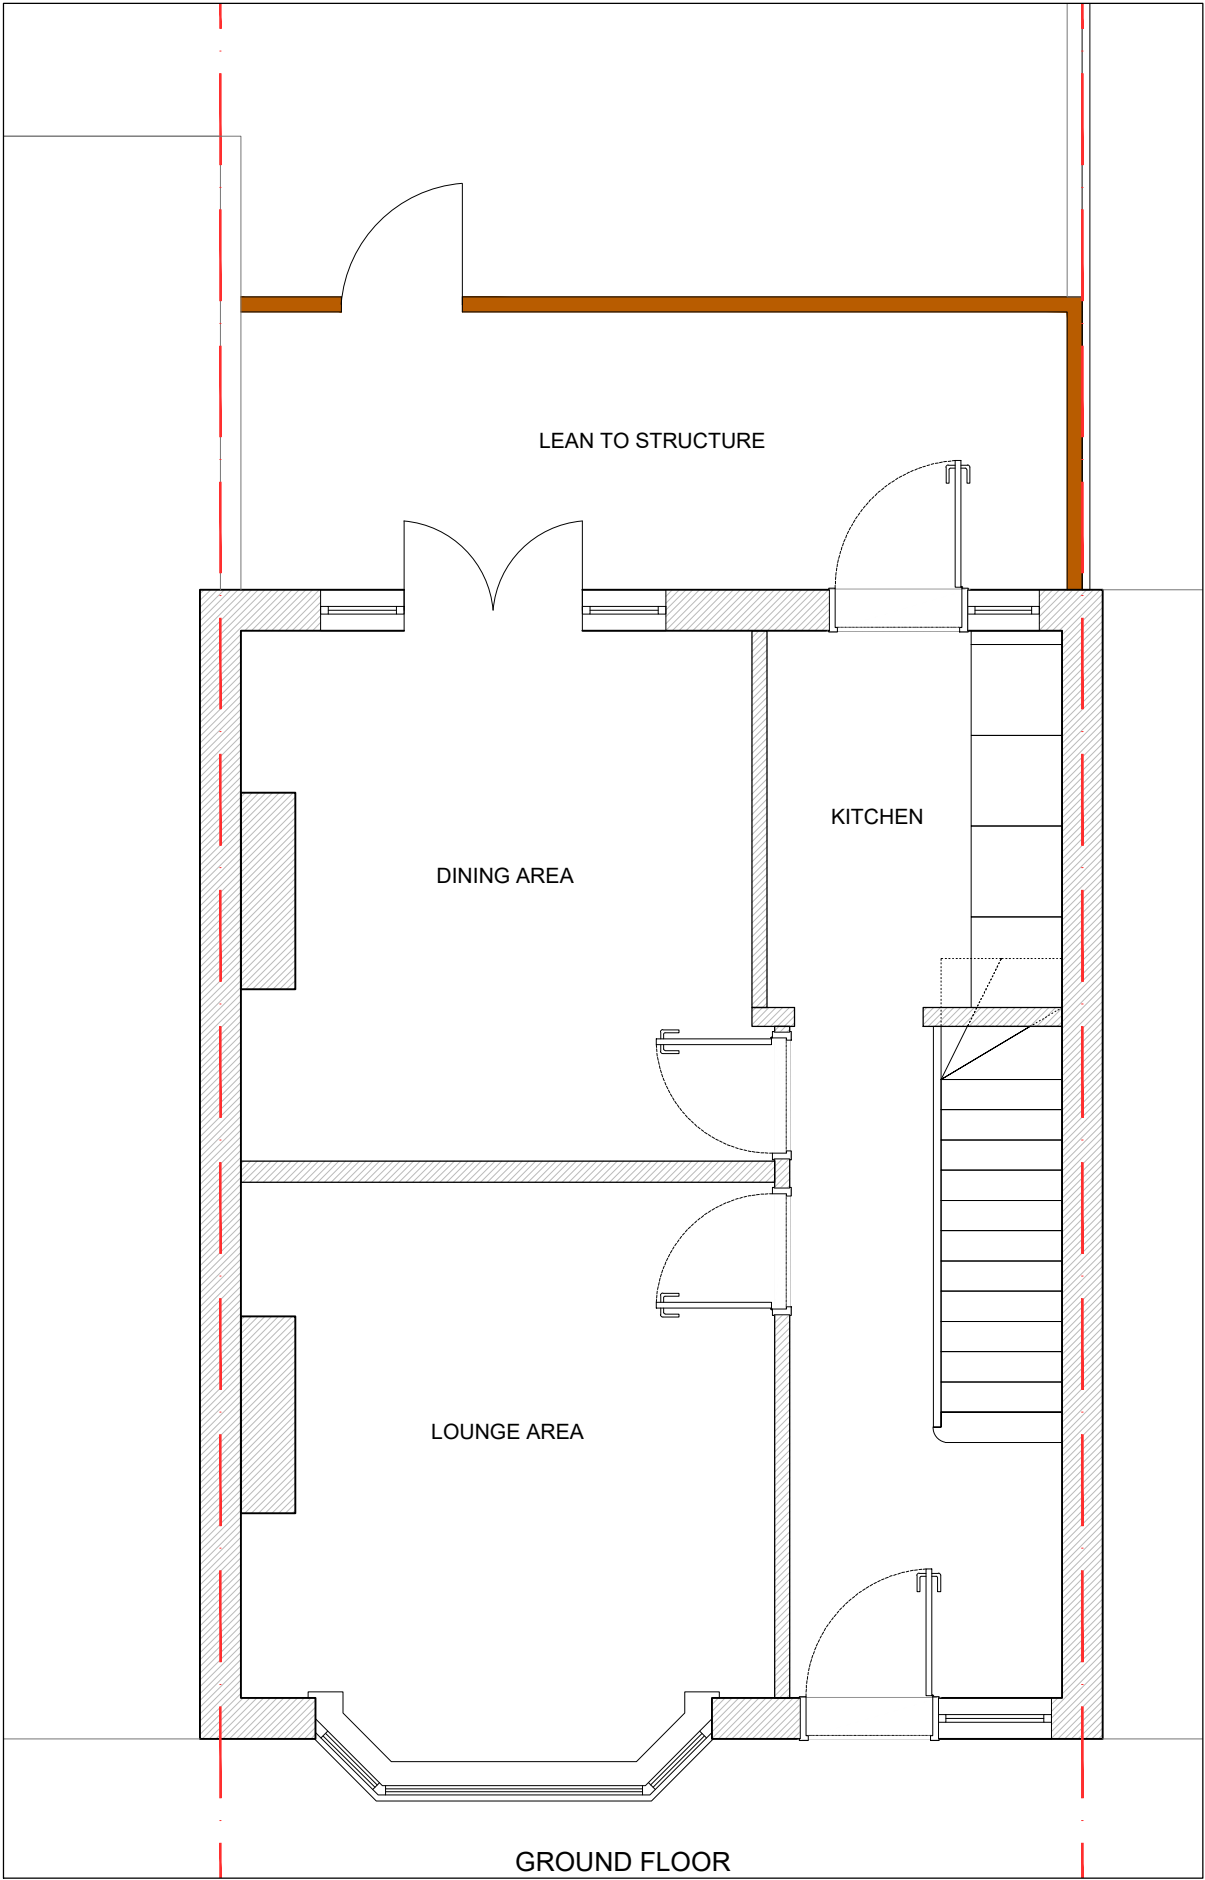 LEAN TO STRUCTURE
KITCHEN
DINING AREA
LOUNGE AREA
GROUND FLOOR